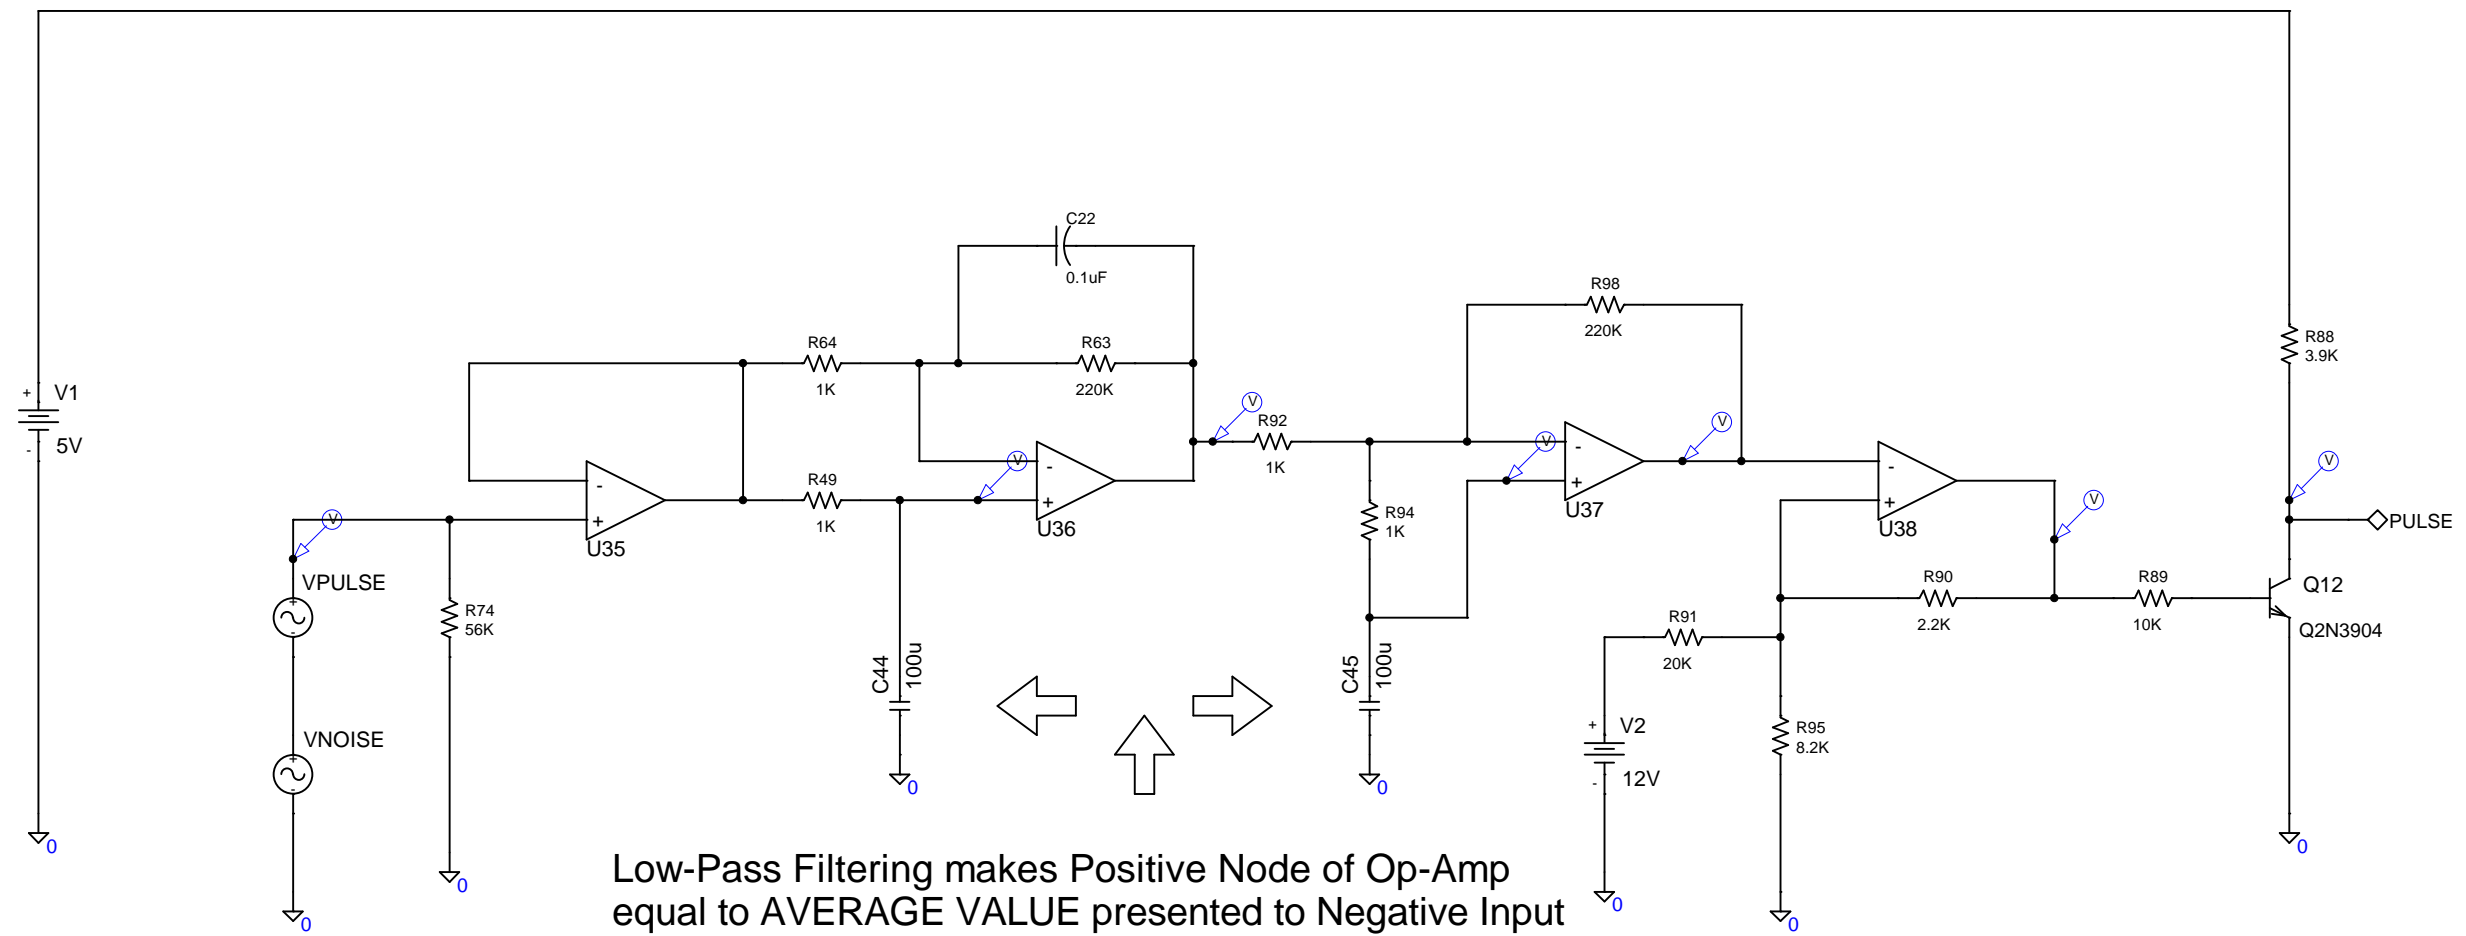 C22
0.1uF
R98
220K
R64
1K
R63
220K
R88
3.9K
+
V1
-
5V
V
R92
1K
V
V
V
-
+
U35
R49
1K
V
-
+
U36
R94
1K
-
+
U37
-
+
U38
V
V
PULSE
VPULSE
+
-
R74
56K
R90
2.2K
R89
10K
Q12
Q2N3904
R91
20K
C44
100u
C45
100u
VNOISE
+
-
+
V2
-
12V
R95
8.2K
0
0
0
0
0
0
0
0
Low-Pass Filtering makes Positive Node of Op-Amp
equal to AVERAGE VALUE presented to Negative Input